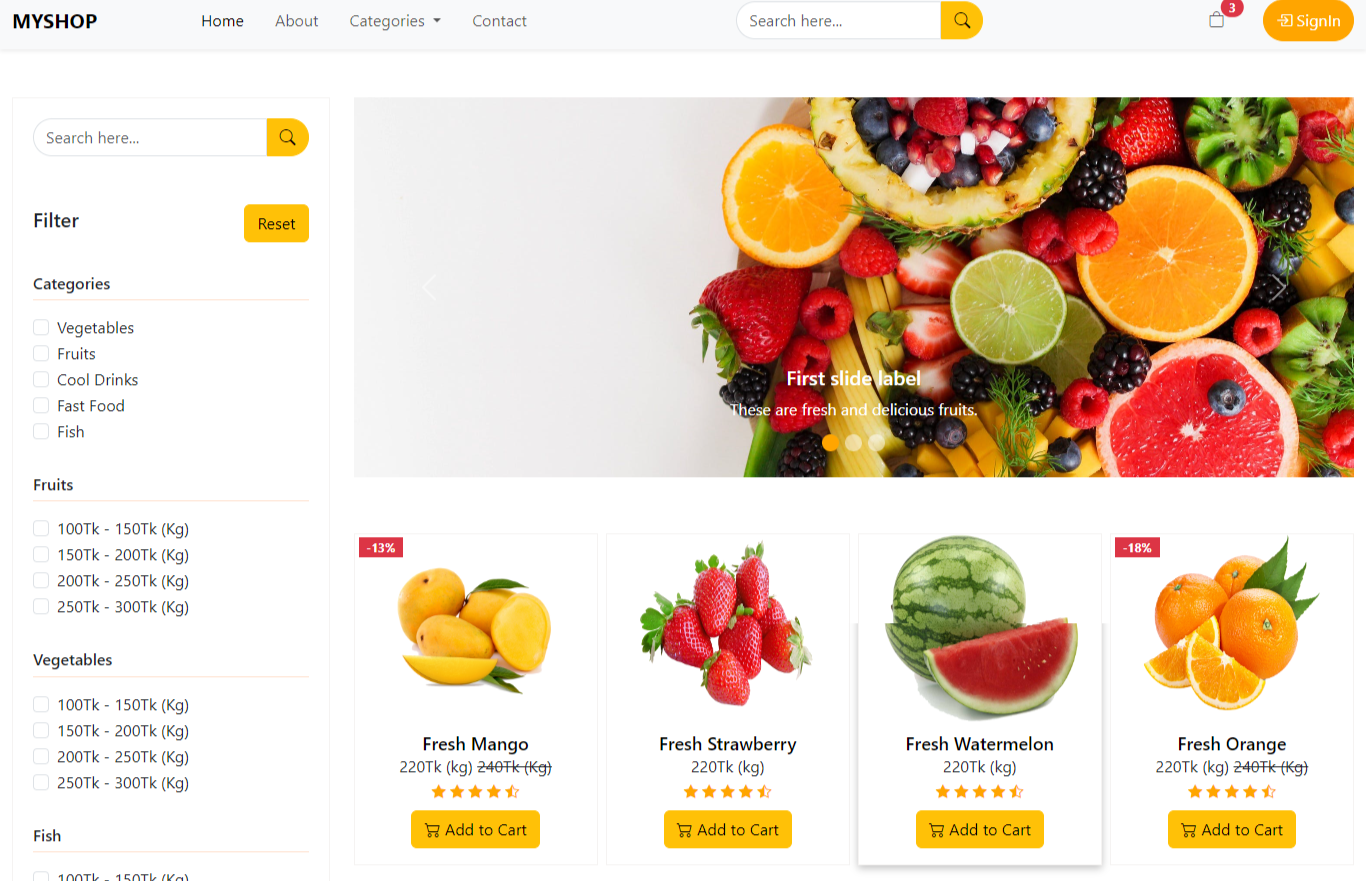 MYSHOP Home About Categories Contact Search here... 3 SignIn
Search here...
Filter Reset
Categories
Vegetables
Fruits
Cool Drinks
Fast Food
Fish
Fruits
100Tk - 150Tk (Kg)
150Tk - 200Tk (Kg)
200Tk - 250Tk (Kg)
250Tk - 300Tk (Kg)
Vegetables
100Tk - 150Tk (Kg)
150Tk - 200Tk (Kg)
200Tk - 250Tk (Kg)
250Tk - 300Tk (Kg)
Fish
100Tk - 150Tk (Kg)
First slide label
These are fresh and delicious fruits.
-13%
Fresh Mango
220Tk (kg) 240Tk (Kg)
Add to Cart
Fresh Strawberry
220Tk (kg)
Add to Cart
Fresh Watermelon
220Tk (kg)
Add to Cart
-18%
Fresh Orange
220Tk (kg) 240Tk (Kg)
Add to Cart